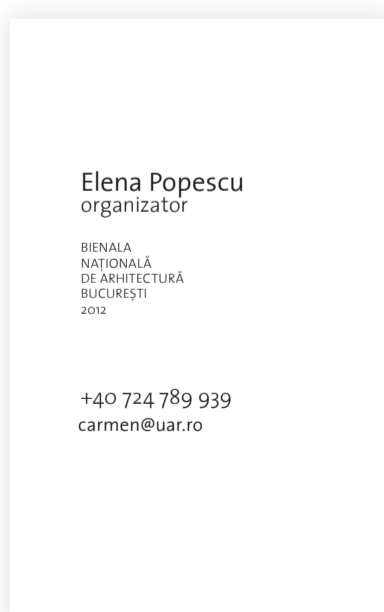 Elena Popescu
organizator
BIENALA
NAȚIONALĂ
DE ARHITECTURĂ
BUCUREȘTI
2012
+40 724 789 939
carmen@uar.ro